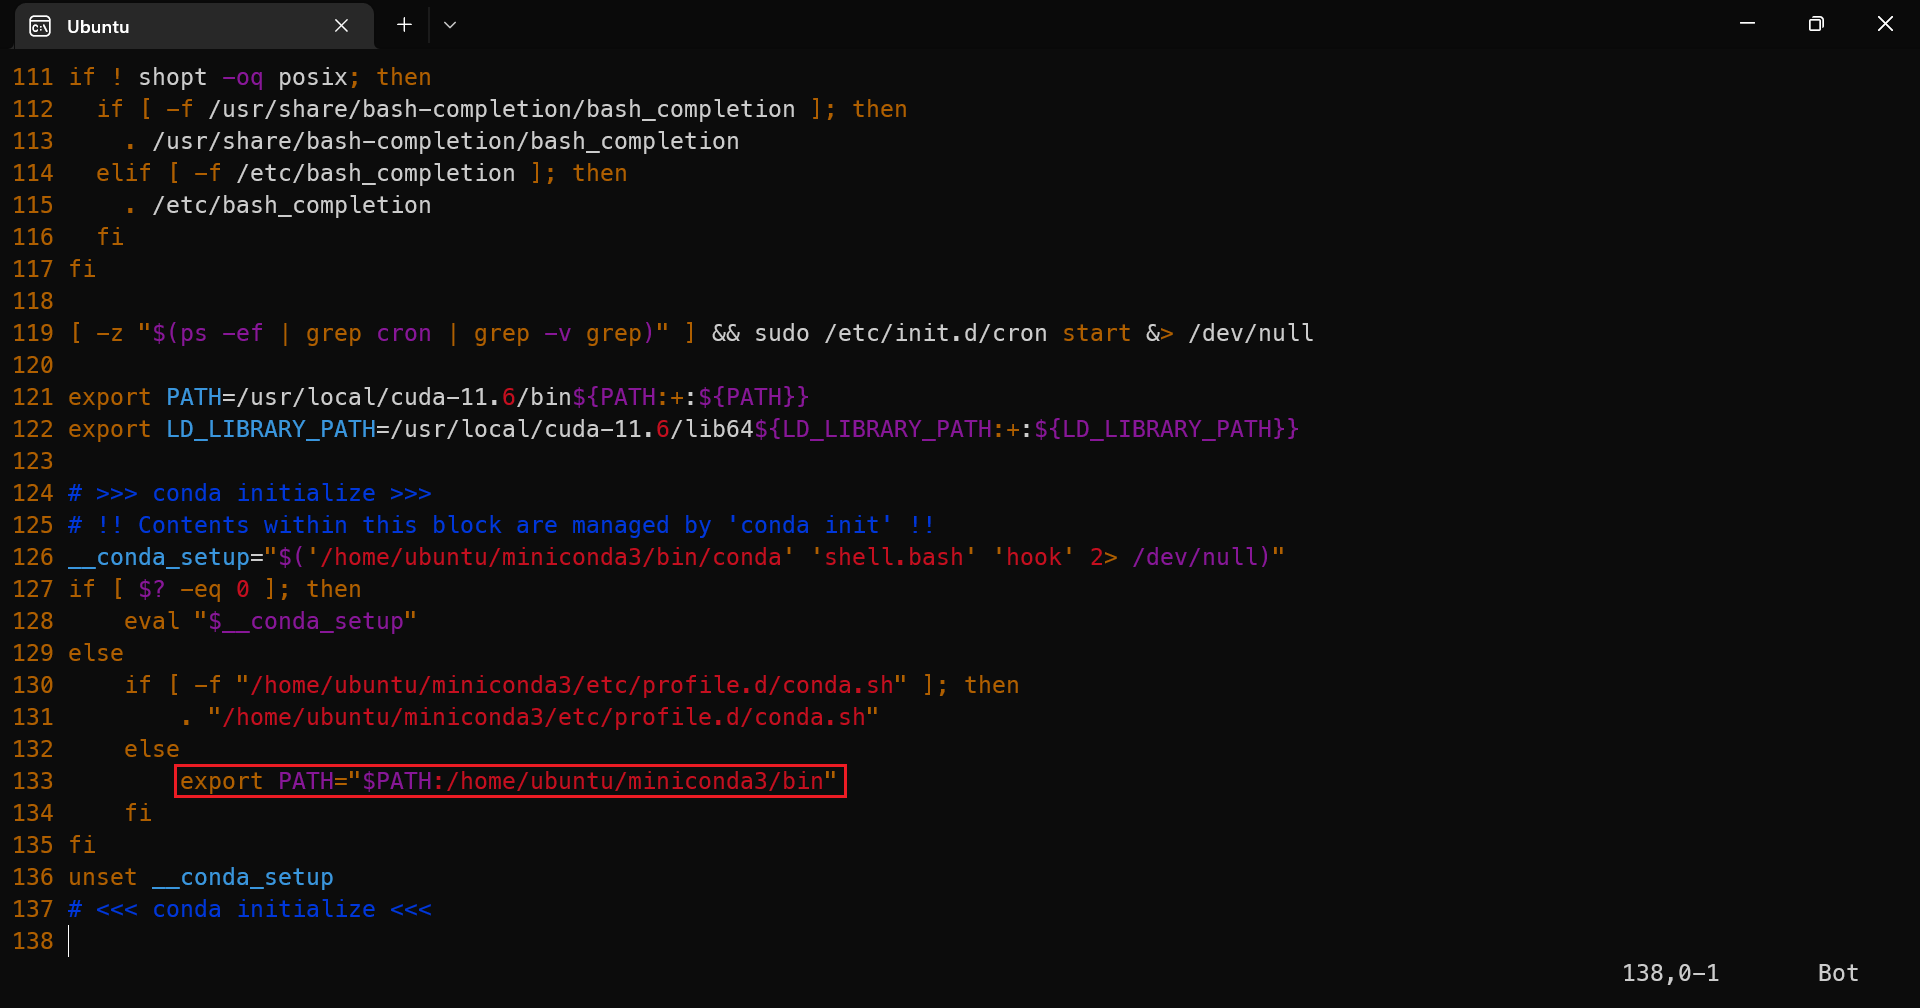 Ubuntu
111 if ! shopt -oq posix; then
112   if [ -f /usr/share/bash-completion/bash_completion ]; then
113     . /usr/share/bash-completion/bash_completion
114   elif [ -f /etc/bash_completion ]; then
115     . /etc/bash_completion
116   fi
117 fi
118
119 [ -z "$(ps -ef | grep cron | grep -v grep)" ] && sudo /etc/init.d/cron start &> /dev/null
120
121 export PATH=/usr/local/cuda-11.6/bin${PATH:+:${PATH}}
122 export LD_LIBRARY_PATH=/usr/local/cuda-11.6/lib64${LD_LIBRARY_PATH:+:${LD_LIBRARY_PATH}}
123
124 # >>> conda initialize >>>
125 # !! Contents within this block are managed by 'conda init' !!
126 __conda_setup="$('/home/ubuntu/miniconda3/bin/conda' 'shell.bash' 'hook' 2> /dev/null)"
127 if [ $? -eq 0 ]; then
128     eval "$__conda_setup"
129 else
130     if [ -f "/home/ubuntu/miniconda3/etc/profile.d/conda.sh" ]; then
131         . "/home/ubuntu/miniconda3/etc/profile.d/conda.sh"
132     else
133         export PATH="$PATH:/home/ubuntu/miniconda3/bin"
134     fi
135 fi
136 unset __conda_setup
137 # <<< conda initialize <<<
138
138,0-1 Bot